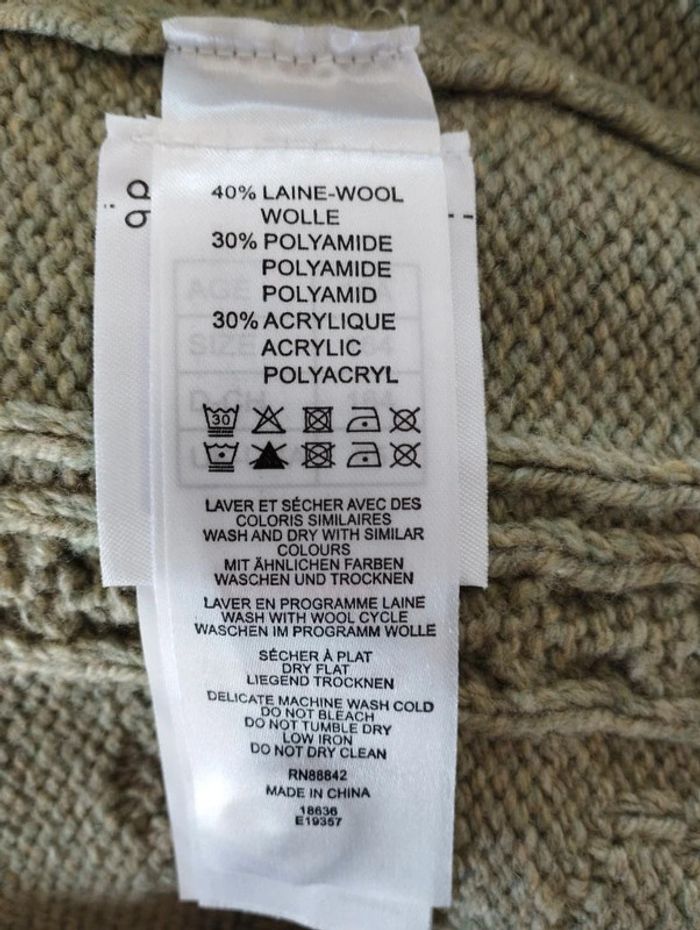 40% LAINE-WOOL
WOLLE
30% POLYAMIDE
POLYAMIDE
POLYAMID
30% ACRYLIQUE
ACRYLIC
POLYACRYL
30
LAVER ET SÉCHER AVEC DES
COLORIS SIMILAIRES
WASH AND DRY WITH SIMILAR
COLOURS
MIT ÄHNLICHEN FARBEN
WASCHEN UND TROCKNEN
LAVER EN PROGRAMME LAINE
WASH WITH WOOL CYCLE
WASCHEN IM PROGRAMM WOLLE
SÉCHER À PLAT
DRY FLAT
LIEGEND TROCKNEN
DELICATE MACHINE WASH COLD
DO NOT BLEACH
DO NOT TUMBLE DRY
LOW IRON
DO NOT DRY CLEAN
RN88842
MADE IN CHINA
18636
E19357